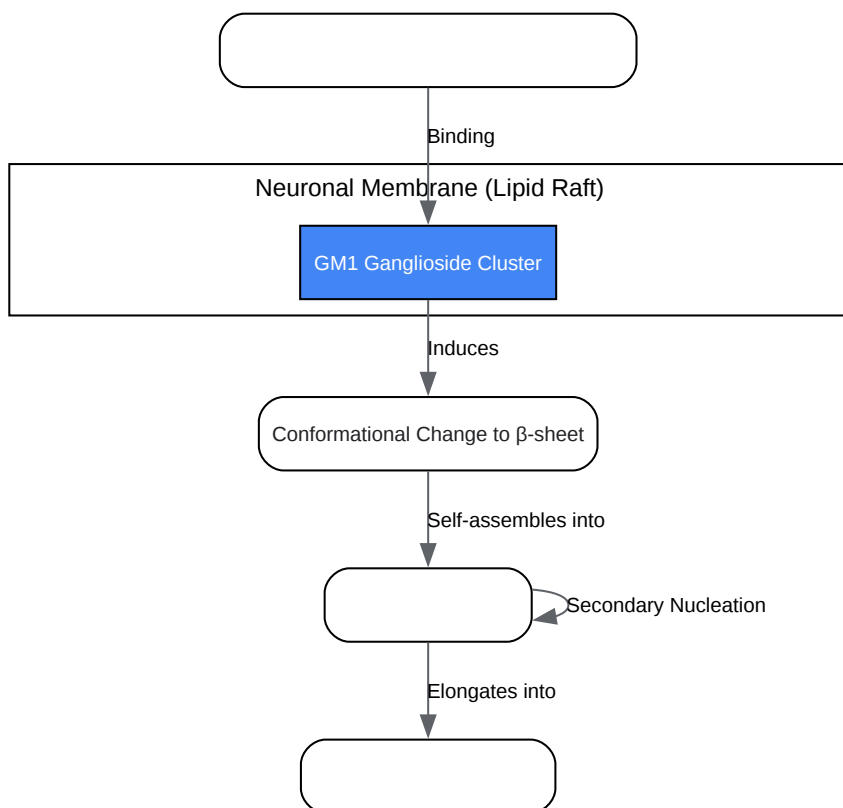 Binding
Neuronal Membrane (Lipid Raft)
GM1 Ganglioside Cluster
Induces
Conformational Change to β-sheet
Self-assembles into
Secondary Nucleation
Elongates into